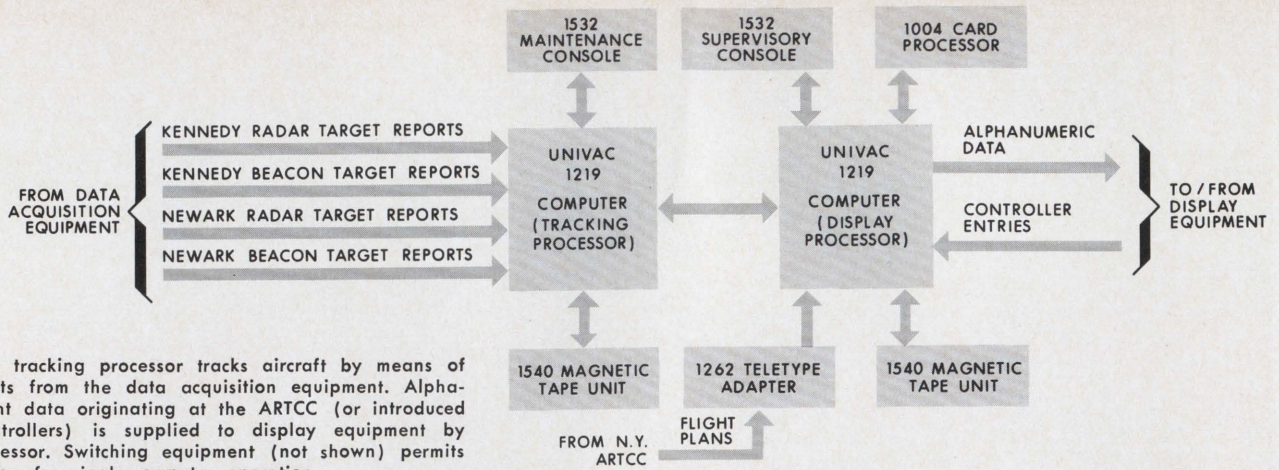 1532
MAINTENANCE
CONSOLE
1532
SUPERVISORY
CONSOLE
1004 CARD
PROCESSOR
FROM DATA
ACQUISITION
EQUIPMENT
KENNEDY RADAR TARGET REPORTS
KENNEDY BEACON TARGET REPORTS
NEWARK RADAR TARGET REPORTS
NEWARK BEACON TARGET REPORTS
UNIVAC
1219
COMPUTER
(TRACKING
PROCESSOR)
UNIVAC
1219
COMPUTER
(DISPLAY
PROCESSOR)
ALPHANUMERIC
DATA
CONTROLLER
ENTRIES
TO / FROM
DISPLAY
EQUIPMENT
1540 MAGNETIC
TAPE UNIT
1262 TELETYPE
ADAPTER
1540 MAGNETIC
TAPE UNIT
FROM N.Y.
ARTCC
FLIGHT
PLANS
tracking processor tracks aircraft by means of
from the data acquisition equipment. Alpha-
data originating at the ARTCC (or introduced
is supplied to display equipment by
Switching equipment (not shown) permits